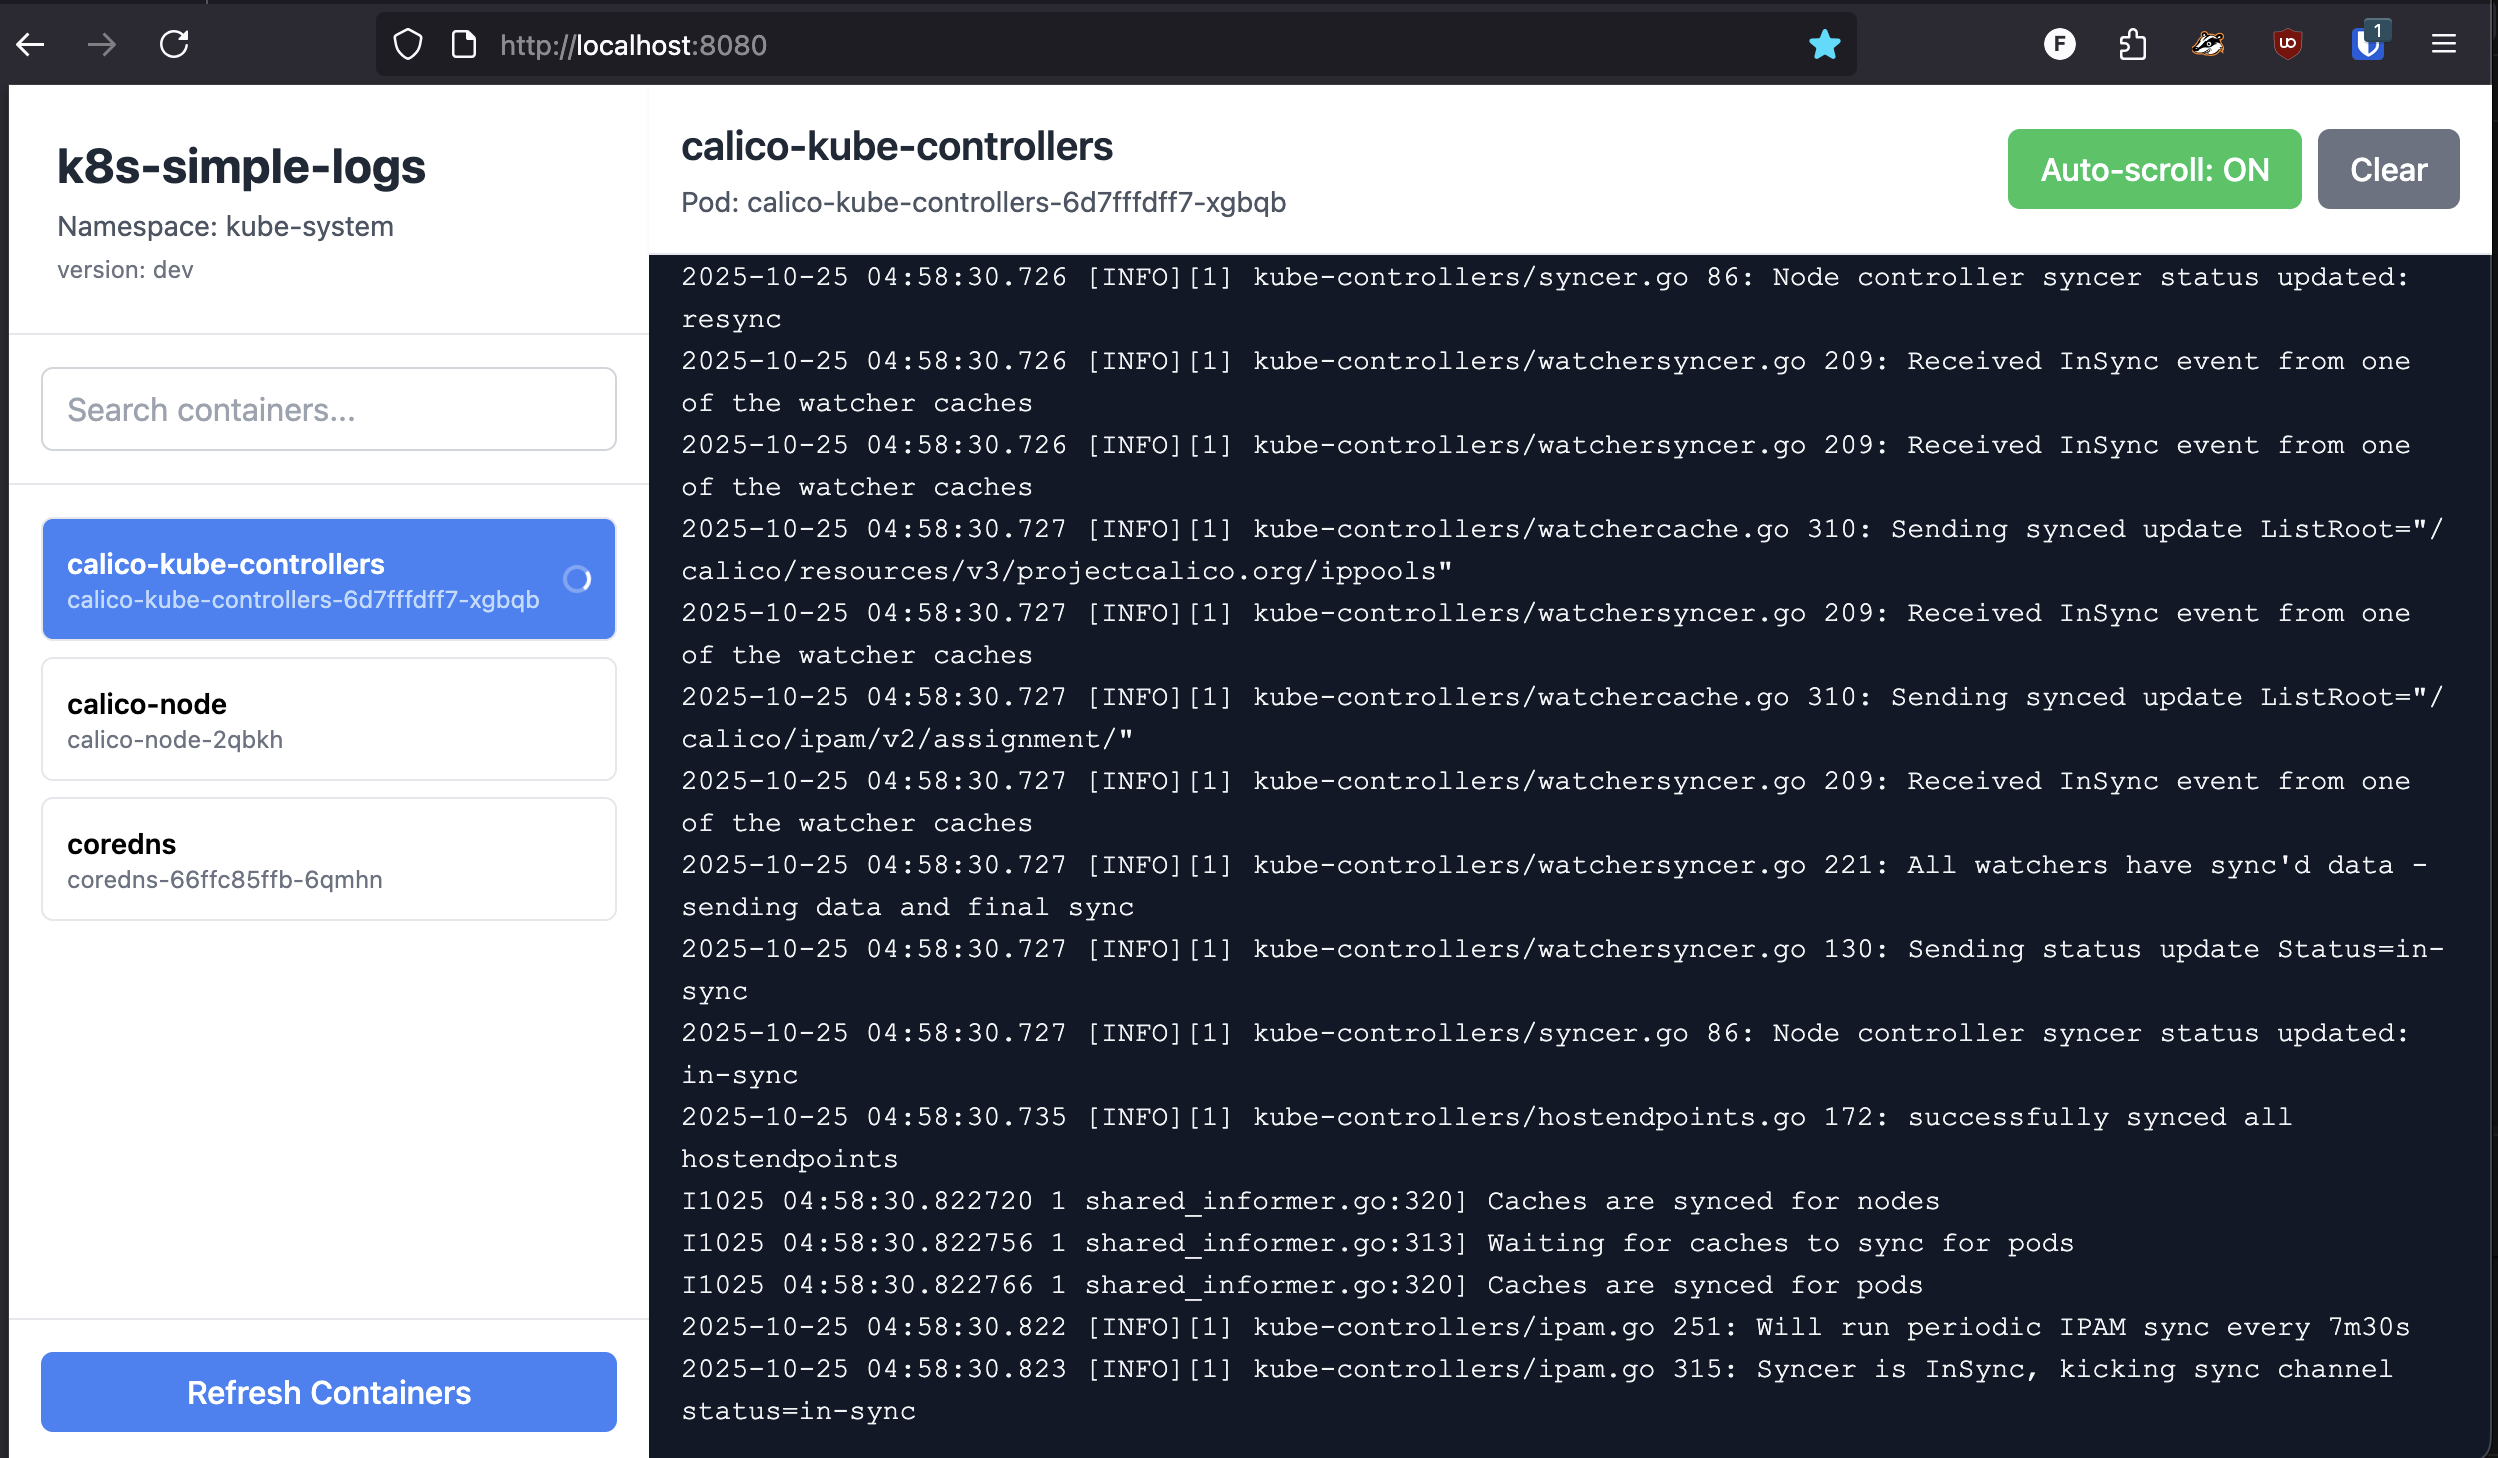 http://localhost:8080
F
UO
1
k8s-simple-logs
Namespace: kube-system
version: dev
Search containers...
calico-kube-controllers
calico-kube-controllers-6d7fffdff7-xgbqb
calico-node
calico-node-2qbkh
coredns
coredns-66ffc85ffb-6qmhn
Refresh Containers
calico-kube-controllers
Pod: calico-kube-controllers-6d7fffdff7-xgbqb
Auto-scroll: ON
Clear
2025-10-25 04:58:30.726 [INFO][1] kube-controllers/syncer.go 86: Node controller syncer status updated:
resync
2025-10-25 04:58:30.726 [INFO][1] kube-controllers/watchersyncer.go 209: Received InSync event from one
of the watcher caches
2025-10-25 04:58:30.726 [INFO][1] kube-controllers/watchersyncer.go 209: Received InSync event from one
of the watcher caches
2025-10-25 04:58:30.727 [INFO][1] kube-controllers/watchercache.go 310: Sending synced update ListRoot="/
calico/resources/v3/projectcalico.org/ippools"
2025-10-25 04:58:30.727 [INFO][1] kube-controllers/watchersyncer.go 209: Received InSync event from one
of the watcher caches
2025-10-25 04:58:30.727 [INFO][1] kube-controllers/watchercache.go 310: Sending synced update ListRoot="/
calico/ipam/v2/assignment/"
2025-10-25 04:58:30.727 [INFO][1] kube-controllers/watchersyncer.go 209: Received InSync event from one
of the watcher caches
2025-10-25 04:58:30.727 [INFO][1] kube-controllers/watchersyncer.go 221: All watchers have sync'd data -
sending data and final sync
2025-10-25 04:58:30.727 [INFO][1] kube-controllers/watchersyncer.go 130: Sending status update Status=in-
sync
2025-10-25 04:58:30.727 [INFO][1] kube-controllers/syncer.go 86: Node controller syncer status updated:
in-sync
2025-10-25 04:58:30.735 [INFO][1] kube-controllers/hostendpoints.go 172: successfully synced all
hostendpoints
I1025 04:58:30.822720 1 shared_informer.go:320] Caches are synced for nodes
I1025 04:58:30.822756 1 shared_informer.go:313] Waiting for caches to sync for pods
I1025 04:58:30.822766 1 shared_informer.go:320] Caches are synced for pods
2025-10-25 04:58:30.822 [INFO][1] kube-controllers/ipam.go 251: Will run periodic IPAM sync every 7m30s
2025-10-25 04:58:30.823 [INFO][1] kube-controllers/ipam.go 315: Syncer is InSync, kicking sync channel
status=in-sync